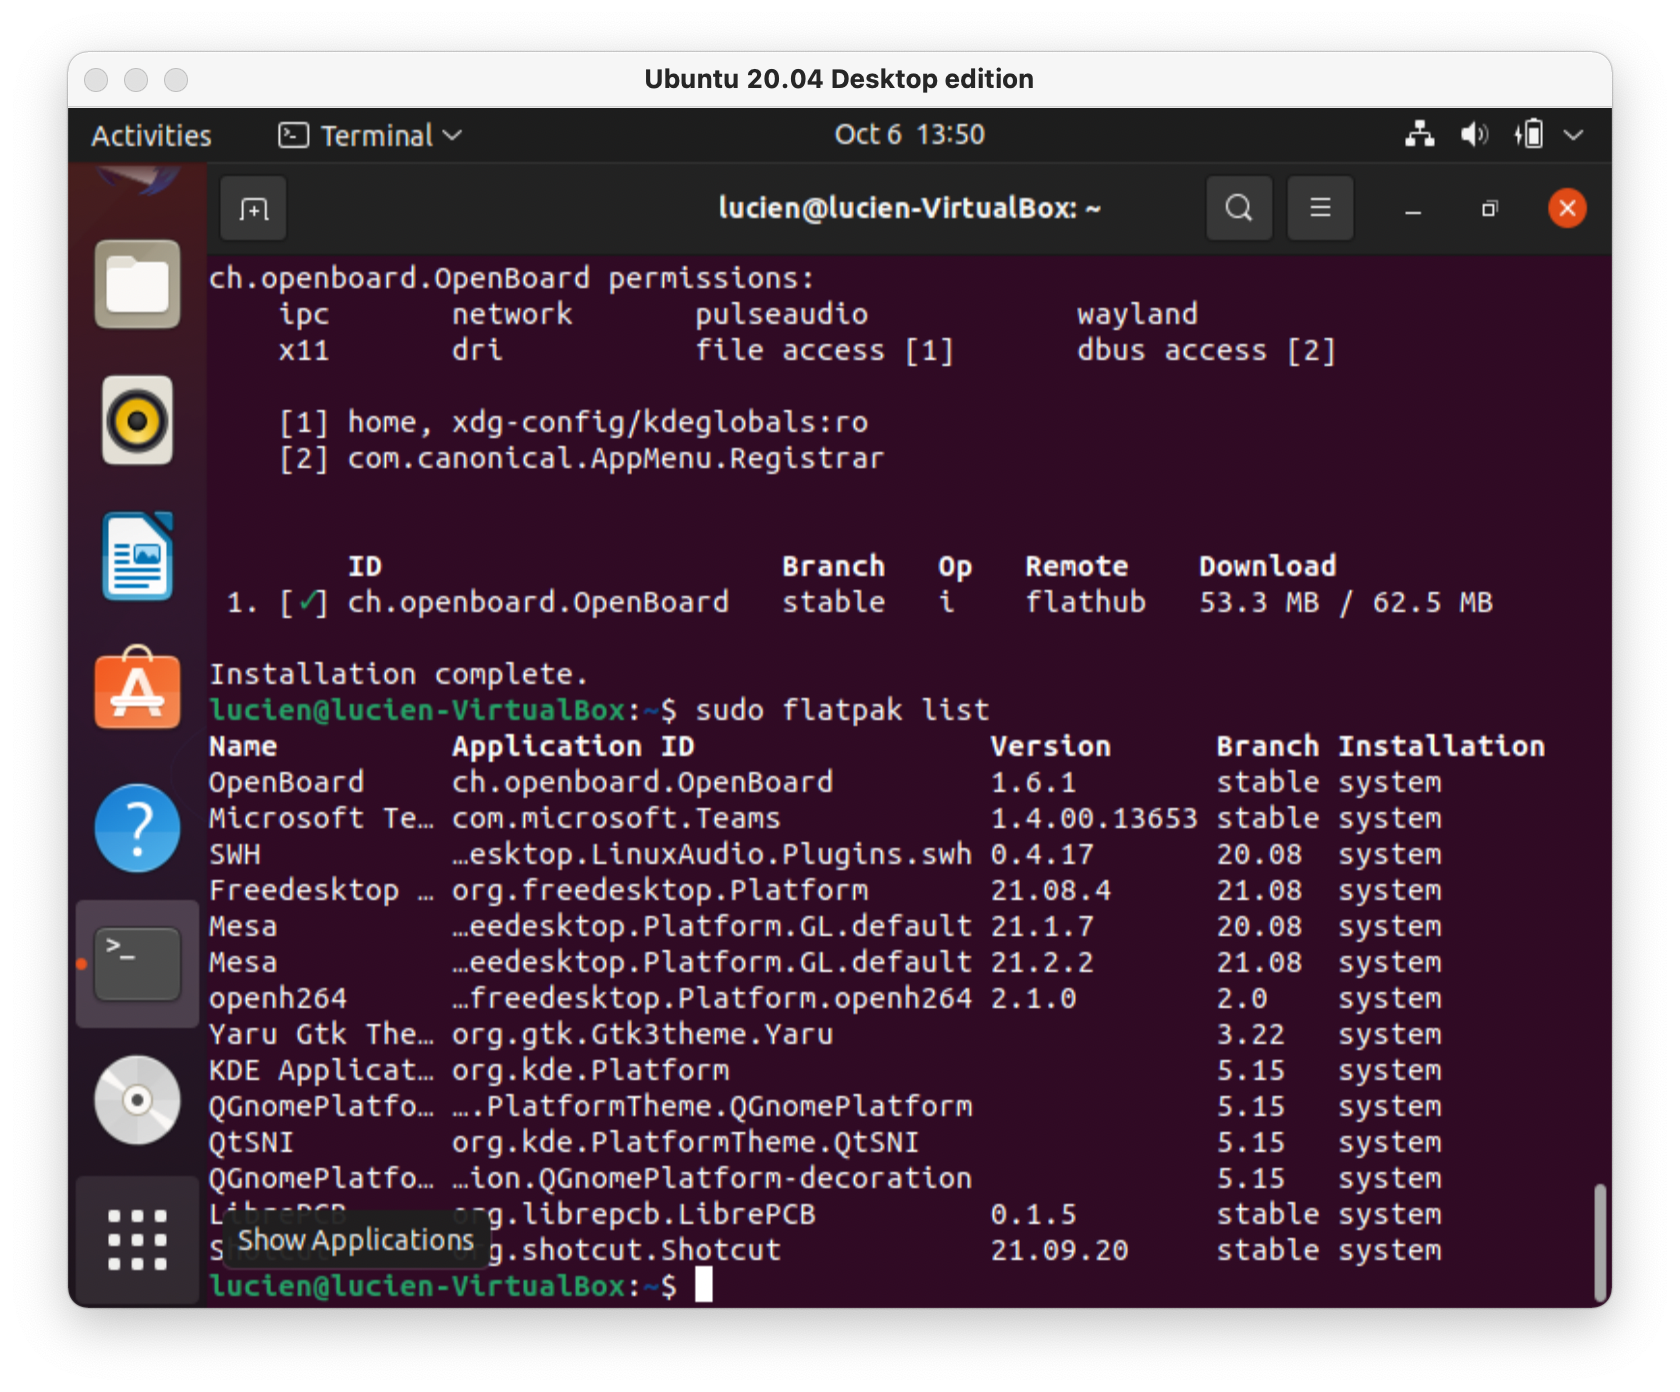 Ubuntu 20.04 Desktop edition
Activities Terminal Oct 6 13:50
lucien@lucien-VirtualBox: ~
ch.openboard.OpenBoard permissions:
    ipc       network       pulseaudio            wayland
    x11       dri           file access [1]       dbus access [2]

    [1] home, xdg-config/kdeglobals:ro
    [2] com.canonical.AppMenu.Registrar

        ID                       Branch   Op   Remote    Download
 1. [✓] ch.openboard.OpenBoard   stable   i    flathub   53.3 MB / 62.5 MB

Installation complete.
lucien@lucien-VirtualBox:~$ sudo flatpak list
Name          Application ID                 Version      Branch Installation
OpenBoard     ch.openboard.OpenBoard         1.6.1        stable system
Microsoft Te… com.microsoft.Teams            1.4.00.13653 stable system
SWH           …esktop.LinuxAudio.Plugins.swh 0.4.17       20.08  system
Freedesktop … org.freedesktop.Platform       21.08.4      21.08  system
Mesa          …eedesktop.Platform.GL.default 21.1.7       20.08  system
Mesa          …eedesktop.Platform.GL.default 21.2.2       21.08  system
openh264      …freedesktop.Platform.openh264 2.1.0        2.0    system
Yaru Gtk The… org.gtk.Gtk3theme.Yaru                      3.22   system
KDE Applicat… org.kde.Platform                            5.15   system
QGnomePlatfo… ….PlatformTheme.QGnomePlatform              5.15   system
QtSNI         org.kde.PlatformTheme.QtSNI                 5.15   system
QGnomePlatfo… …ion.QGnomePlatform-decoration              5.15   system
LibrePCB      org.librepcb.LibrePCB          0.1.5        stable system
Show Applications
g.shotcut.Shotcut 21.09.20 stable system
lucien@lucien-VirtualBox:~$